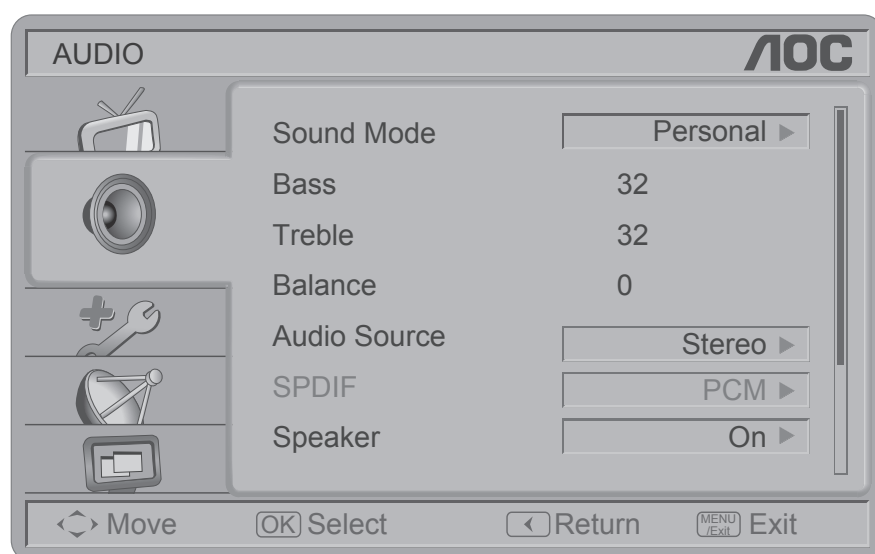 AUDIO AOC
Sound Mode Personal
Bass 32
Treble 32
Balance 0
Audio Source Stereo
SPDIF PCM
Speaker On
Move OK Select Return MENU /Exit Exit